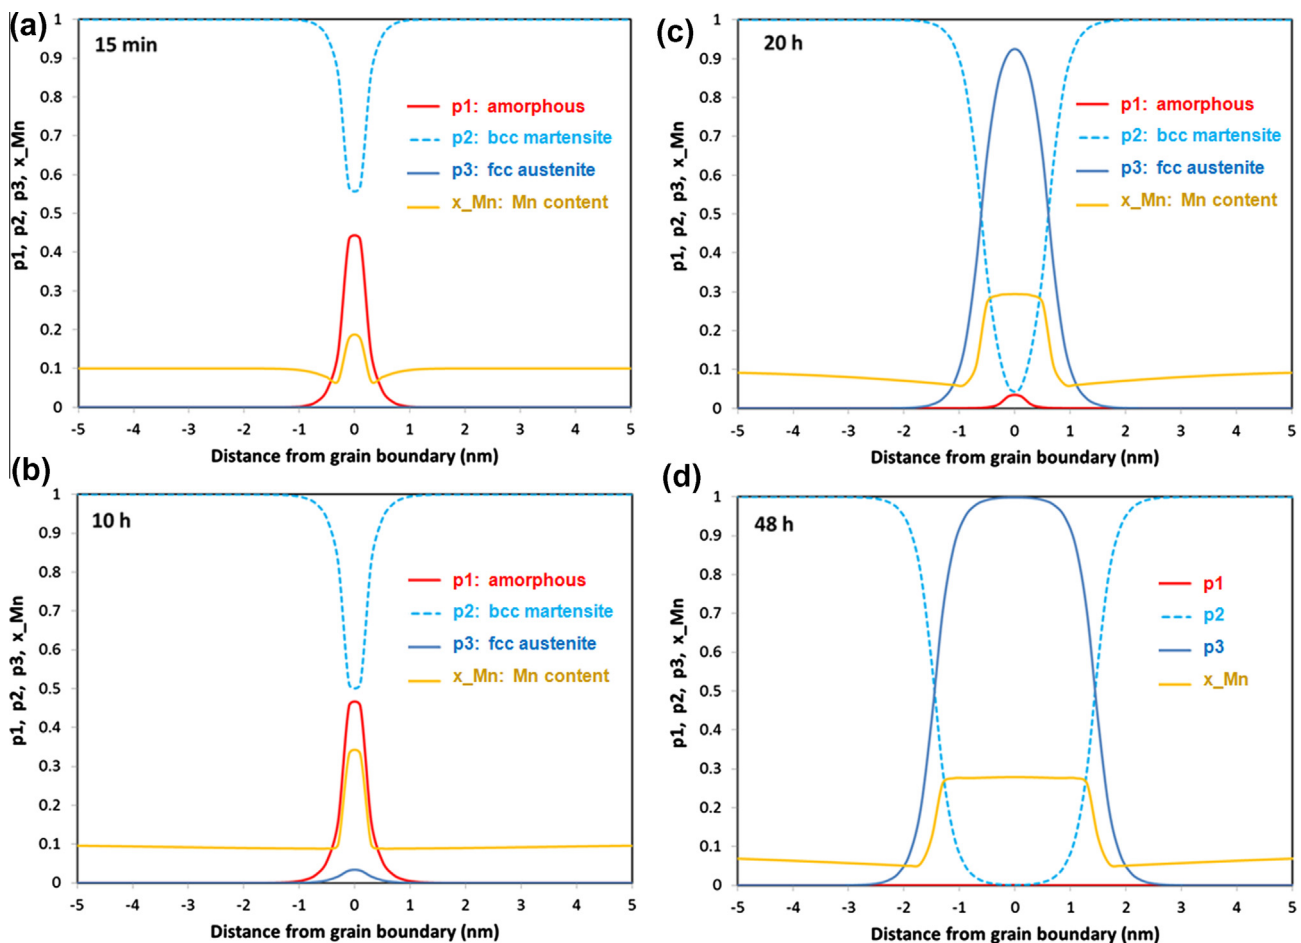 (a)
15 min
p1, p2, p3, x_Mn
1
0.9
0.8
0.7
0.6
0.5
0.4
0.3
0.2
0.1
0
p1: amorphous
p2: bcc martensite
p3: fcc austenite
x_Mn: Mn content
-5 -4 -3 -2 -1 0 1 2 3 4 5
Distance from grain boundary (nm)
(b)
10 h
p1, p2, p3, x_Mn
1
0.9
0.8
0.7
0.6
0.5
0.4
0.3
0.2
0.1
0
p1: amorphous
p2: bcc martensite
p3: fcc austenite
x_Mn: Mn content
-5 -4 -3 -2 -1 0 1 2 3 4 5
Distance from grain boundary (nm)
(c)
20 h
p1, p2, p3, x_Mn
1
0.9
0.8
0.7
0.6
0.5
0.4
0.3
0.2
0.1
0
p1: amorphous
p2: bcc martensite
p3: fcc austenite
x_Mn: Mn content
-5 -4 -3 -2 -1 0 1 2 3 4 5
Distance from grain boundary (nm)
(d)
48 h
p1, p2, p3, x_Mn
1
0.9
0.8
0.7
0.6
0.5
0.4
0.3
0.2
0.1
0
p1
p2
p3
x_Mn
-5 -4 -3 -2 -1 0 1 2 3 4 5
Distance from grain boundary (nm)